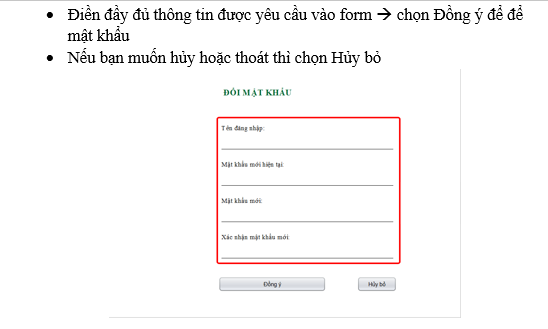 • Điền đầy đủ thông tin được yêu cầu vào form → chọn Đồng ý để để
mật khẩu
• Nếu bạn muốn hủy hoặc thoát thì chọn Hủy bỏ
ĐỔI MẬT KHẨU
Tên đăng nhập:
Mật khẩu mới hiện tại:
Mật khẩu mới:
Xác nhận mật khẩu mới:
Đồng ý
Hủy bỏ